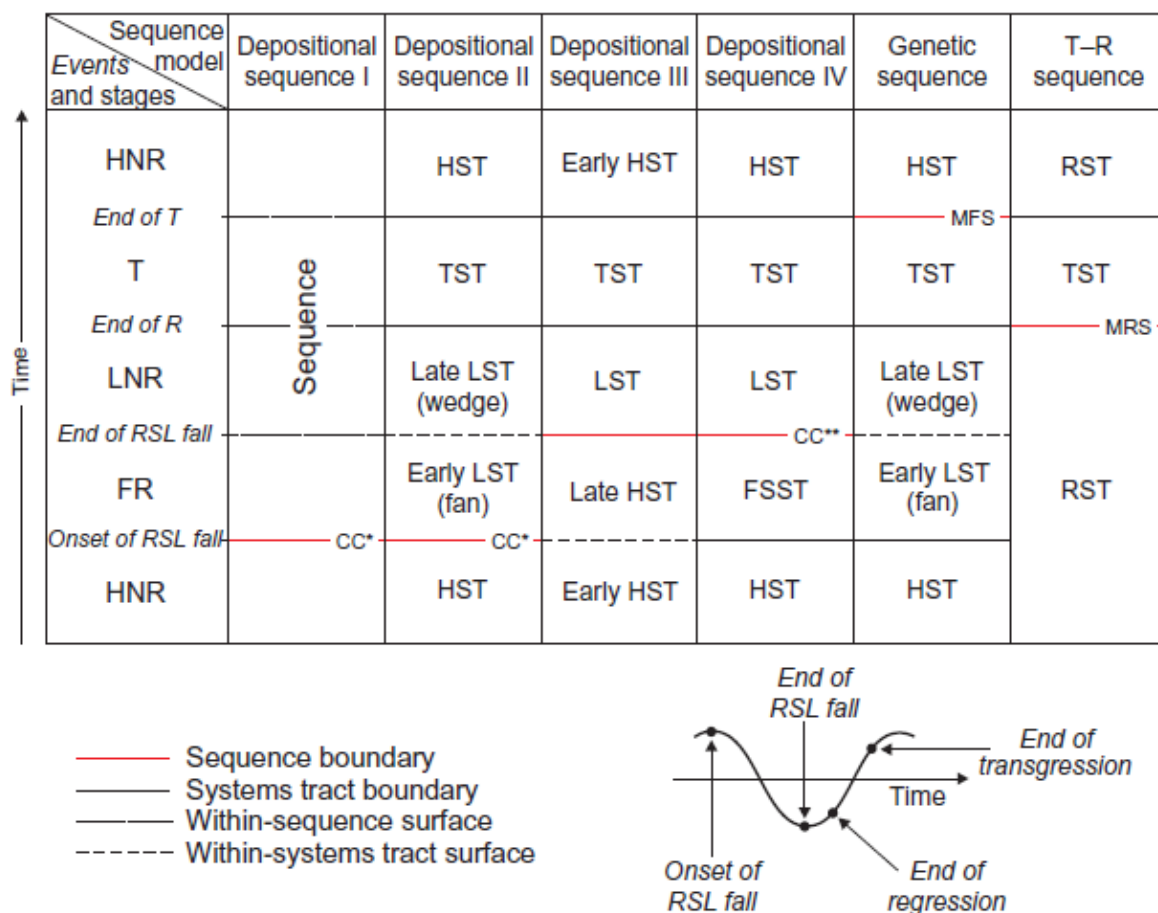 Sequence model
Events and stages
Depositional sequence I
Depositional sequence II
Depositional sequence III
Depositional sequence IV
Genetic sequence
T–R sequence
Time
HNR
HST
Early HST
HST
HST
RST
End of T
MFS
T
Sequence
TST
TST
TST
TST
TST
End of R
MRS
LNR
Late LST (wedge)
LST
LST
Late LST (wedge)
End of RSL fall
CC**
FR
Early LST (fan)
Late HST
FSST
Early LST (fan)
RST
Onset of RSL fall
CC*
CC*
HNR
HST
Early HST
HST
HST
Sequence boundary
Systems tract boundary
Within-sequence surface
Within-systems tract surface
End of
RSL fall
End of
transgression
Time
Onset of
RSL fall
End of
regression